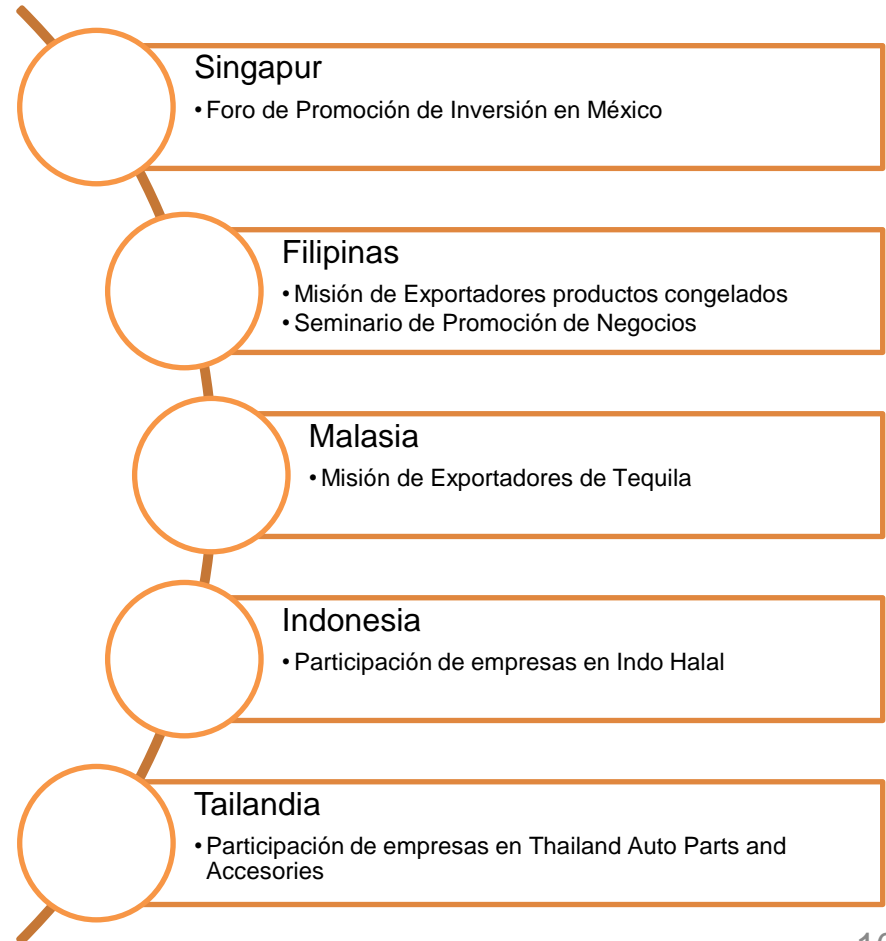 Singapur
• Foro de Promoción de Inversión en México
Filipinas
• Misión de Exportadores productos congelados
• Seminario de Promoción de Negocios
Malasia
• Misión de Exportadores de Tequila
Indonesia
• Participación de empresas en Indo Halal
Tailandia
• Participación de empresas en Thailand Auto Parts and
Accesories